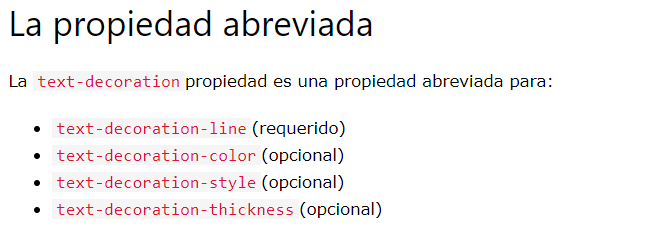 La propiedad abreviada
La text-decoration propiedad es una propiedad abreviada para:
• text-decoration-line (requerido)
• text-decoration-color (opcional)
• text-decoration-style (opcional)
• text-decoration-thickness (opcional)